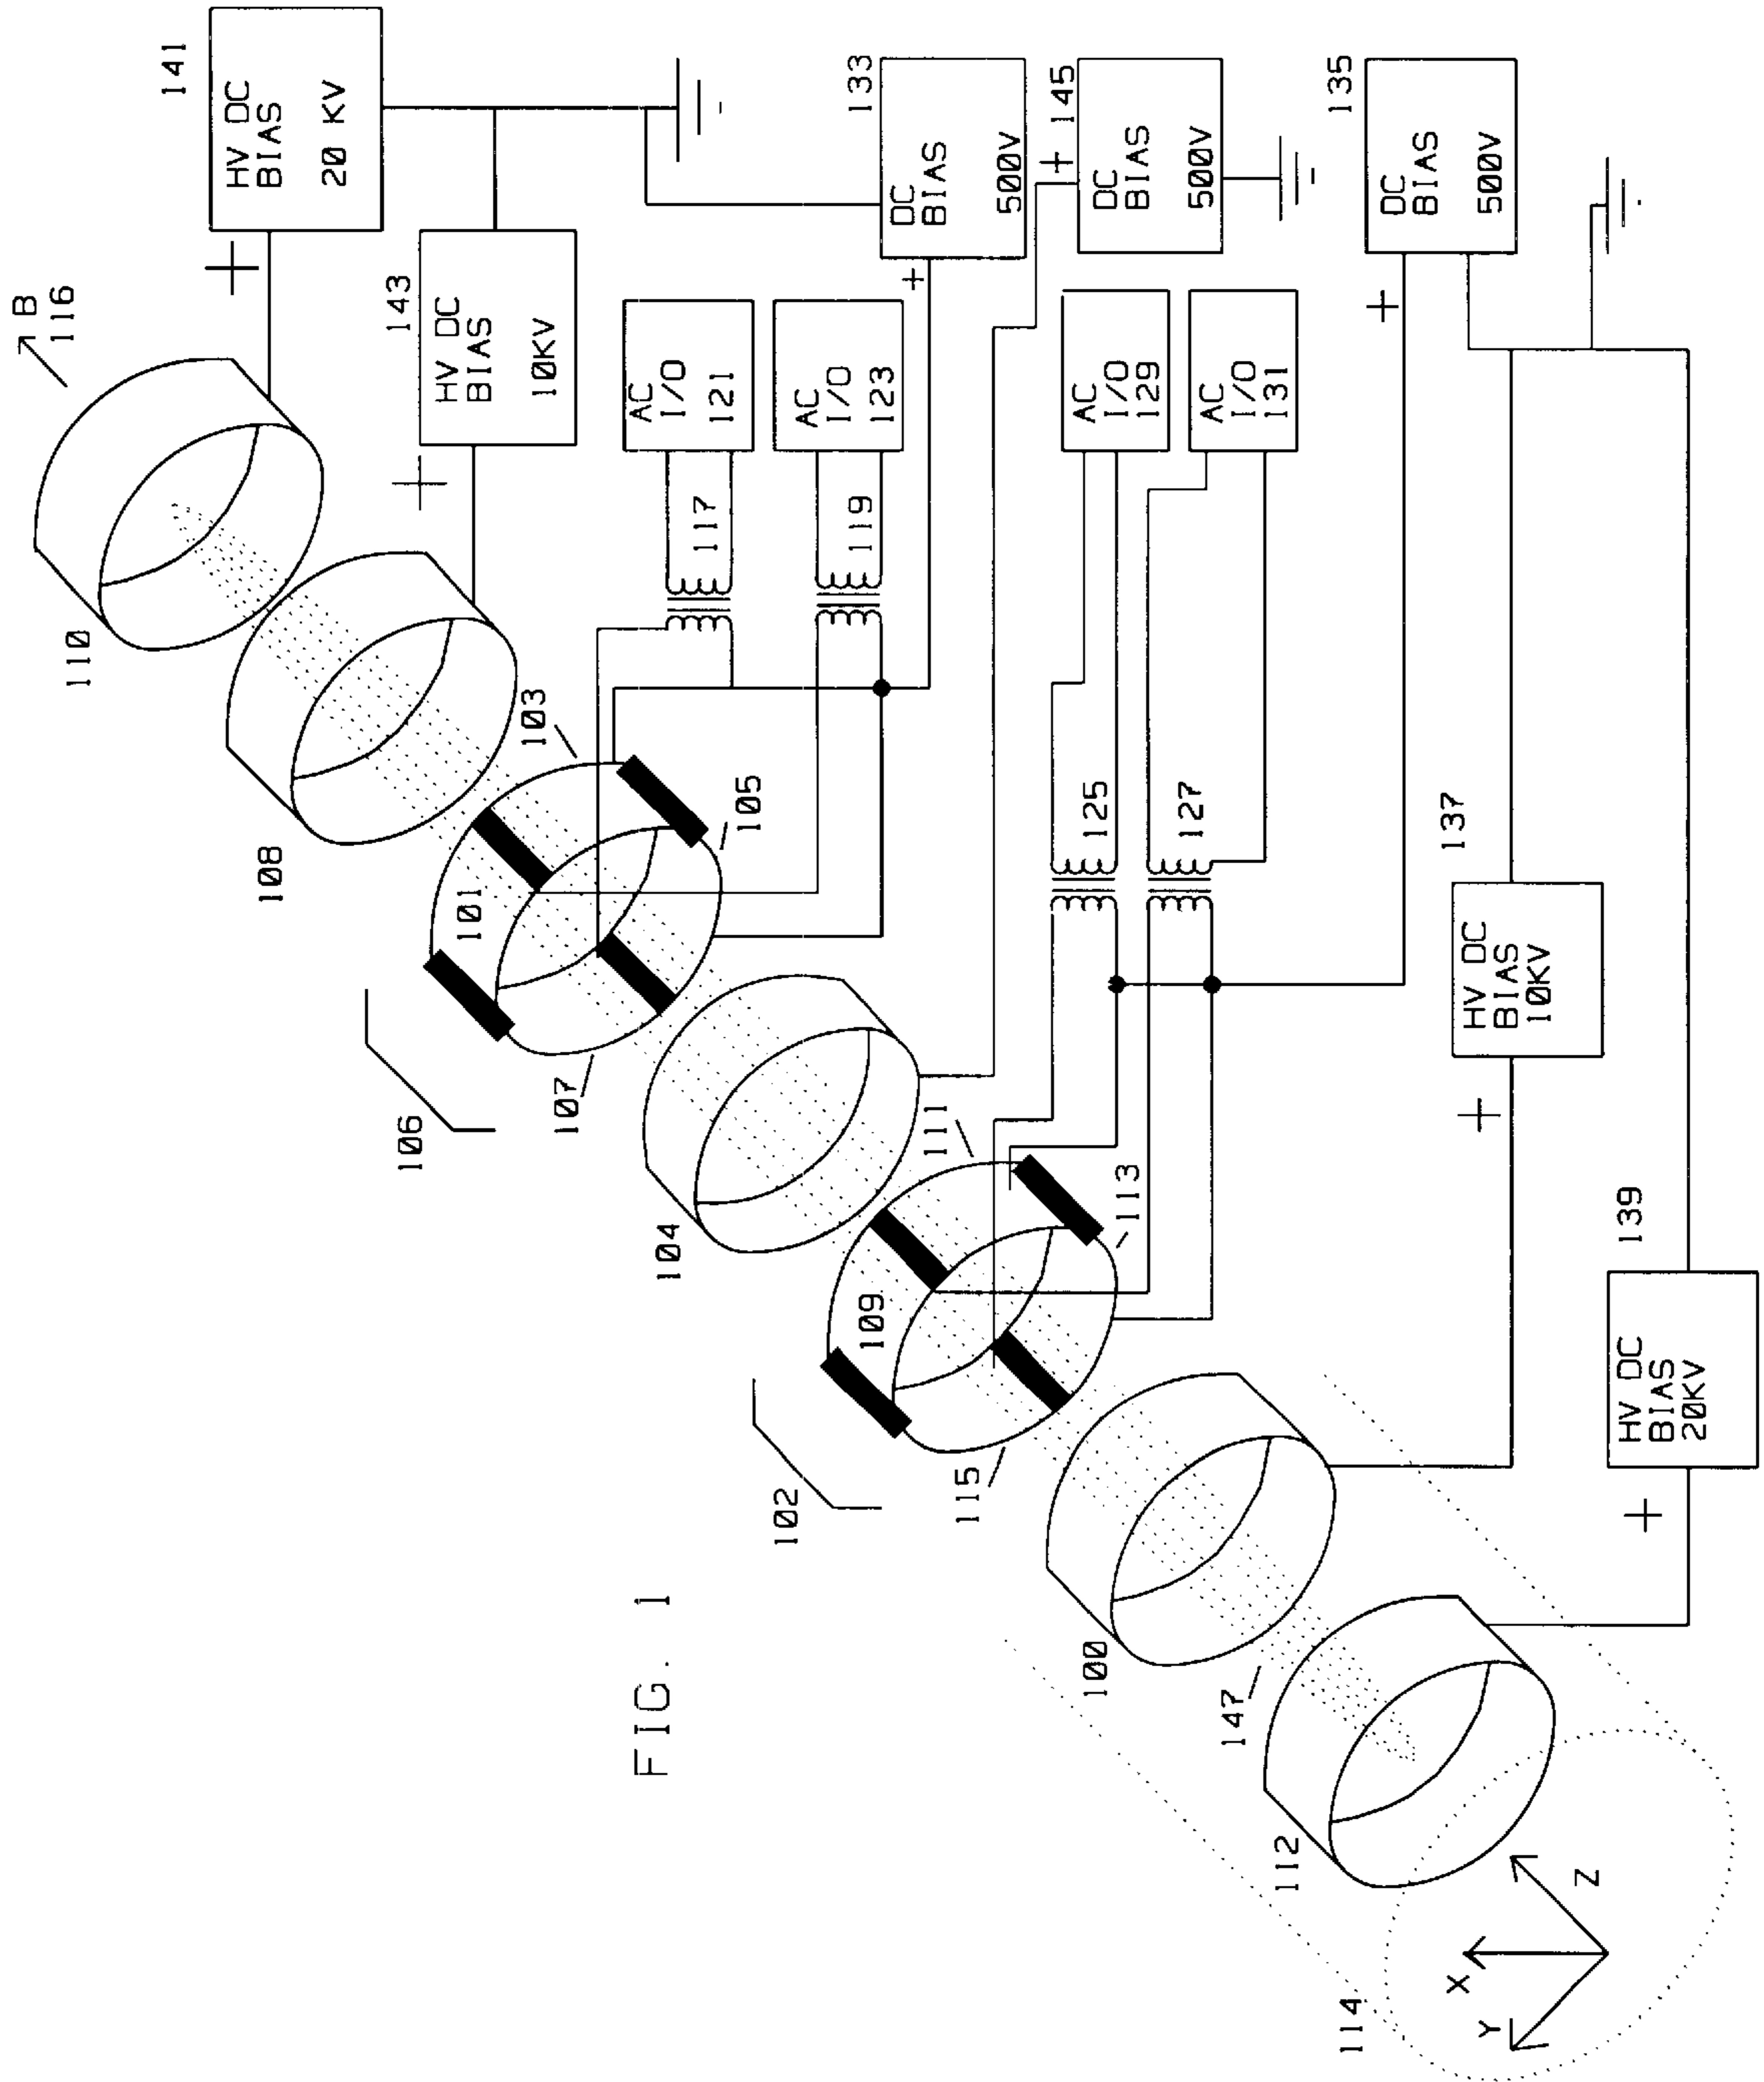 FIG. 1
B
116
141
HV DC
BIAS
20 KV
143
HV DC
BIAS
10KV
110
AC
I/O
121
AC
I/O
123
117
119
133
DC
BIAS
500V
145
DC
BIAS
500V
135
DC
BIAS
500V
AC
I/O
129
AC
I/O
131
108
103
101
105
106
107
125
127
137
HV DC
BIAS
10KV
104
111
113
109
102
115
139
HV DC
BIAS
20KV
100
147
112
114
X
Y
Z
+
+
+
+
+
+
+